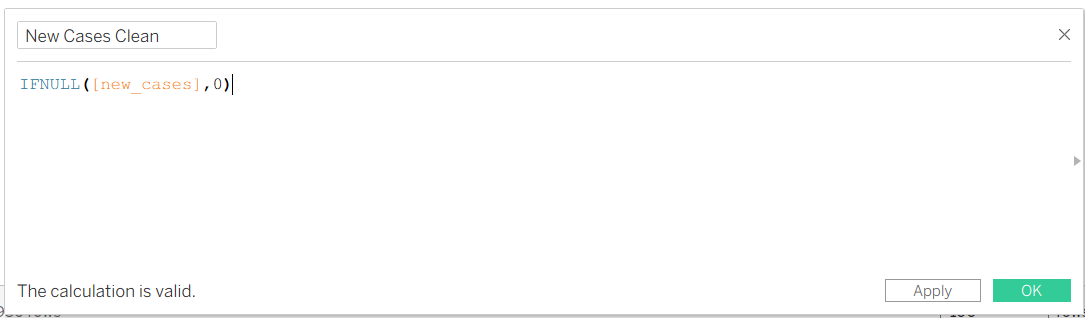 New Cases Clean
IFNULL([new_cases],0)
The calculation is valid.
Apply
OK